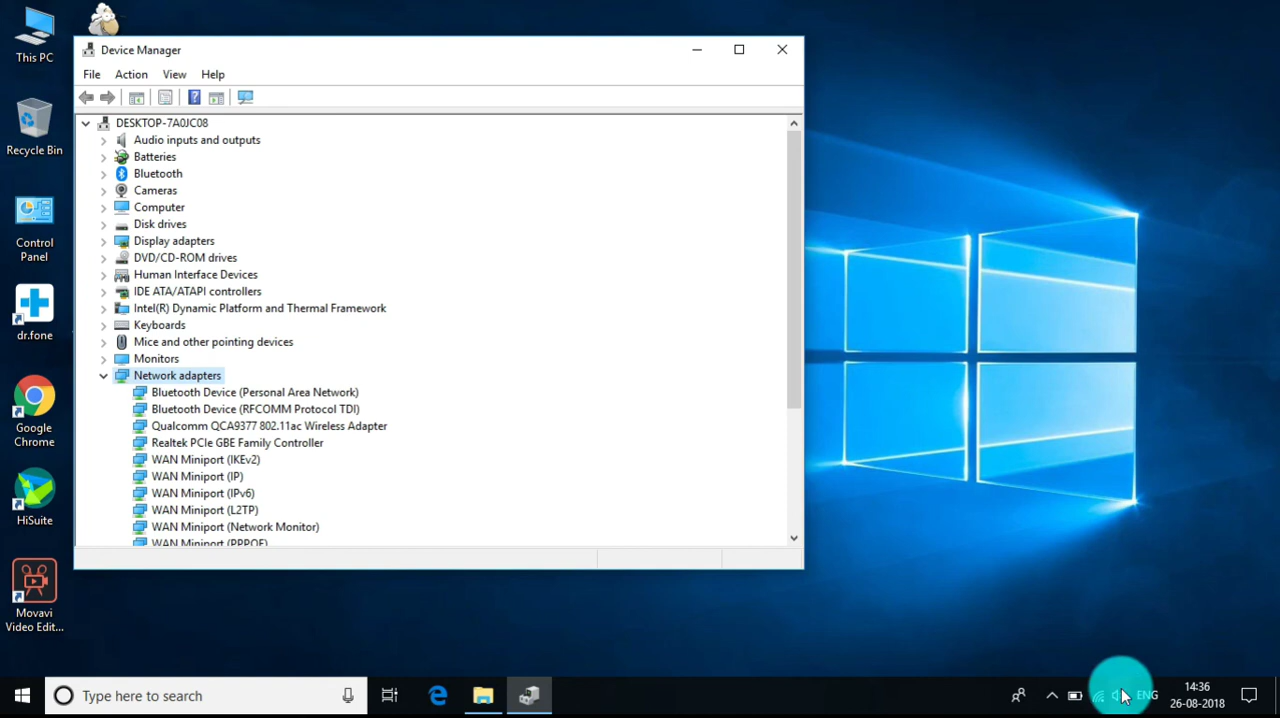 This PC
Recycle Bin
Control
Panel
dr.fone
Google
Chrome
HiSuite
Movavi
Video Edit...
Device Manager
File Action View Help
DESKTOP-7A0JC08
Audio inputs and outputs
Batteries
Bluetooth
Cameras
Computer
Disk drives
Display adapters
DVD/CD-ROM drives
Human Interface Devices
IDE ATA/ATAPI controllers
Intel(R) Dynamic Platform and Thermal Framework
Keyboards
Mice and other pointing devices
Monitors
Network adapters
Bluetooth Device (Personal Area Network)
Bluetooth Device (RFCOMM Protocol TDI)
Qualcomm QCA9377 802.11ac Wireless Adapter
Realtek PCIe GBE Family Controller
WAN Miniport (IKEv2)
WAN Miniport (IP)
WAN Miniport (IPv6)
WAN Miniport (L2TP)
WAN Miniport (Network Monitor)
WAN Miniport (PPPOE)
Type here to search
ENG
14:36
26-08-2018